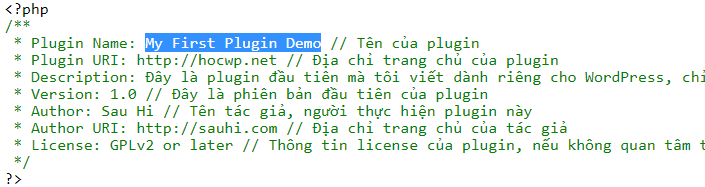 <?php
/**
 * Plugin Name: My First Plugin Demo // Tên của plugin
 * Plugin URI: http://hocwp.net // Địa chỉ trang chủ của plugin
 * Description: Đây là plugin đầu tiên mà tôi viết dành riêng cho WordPress, chỉ
 * Version: 1.0 // Đây là phiên bản đầu tiên của plugin
 * Author: Sau Hi // Tên tác giả, người thực hiện plugin này
 * Author URI: http://sauhi.com // Địa chỉ trang chủ của tác giả
 * License: GPLv2 or later // Thông tin license của plugin, nếu không quan tâm t
 */
?>